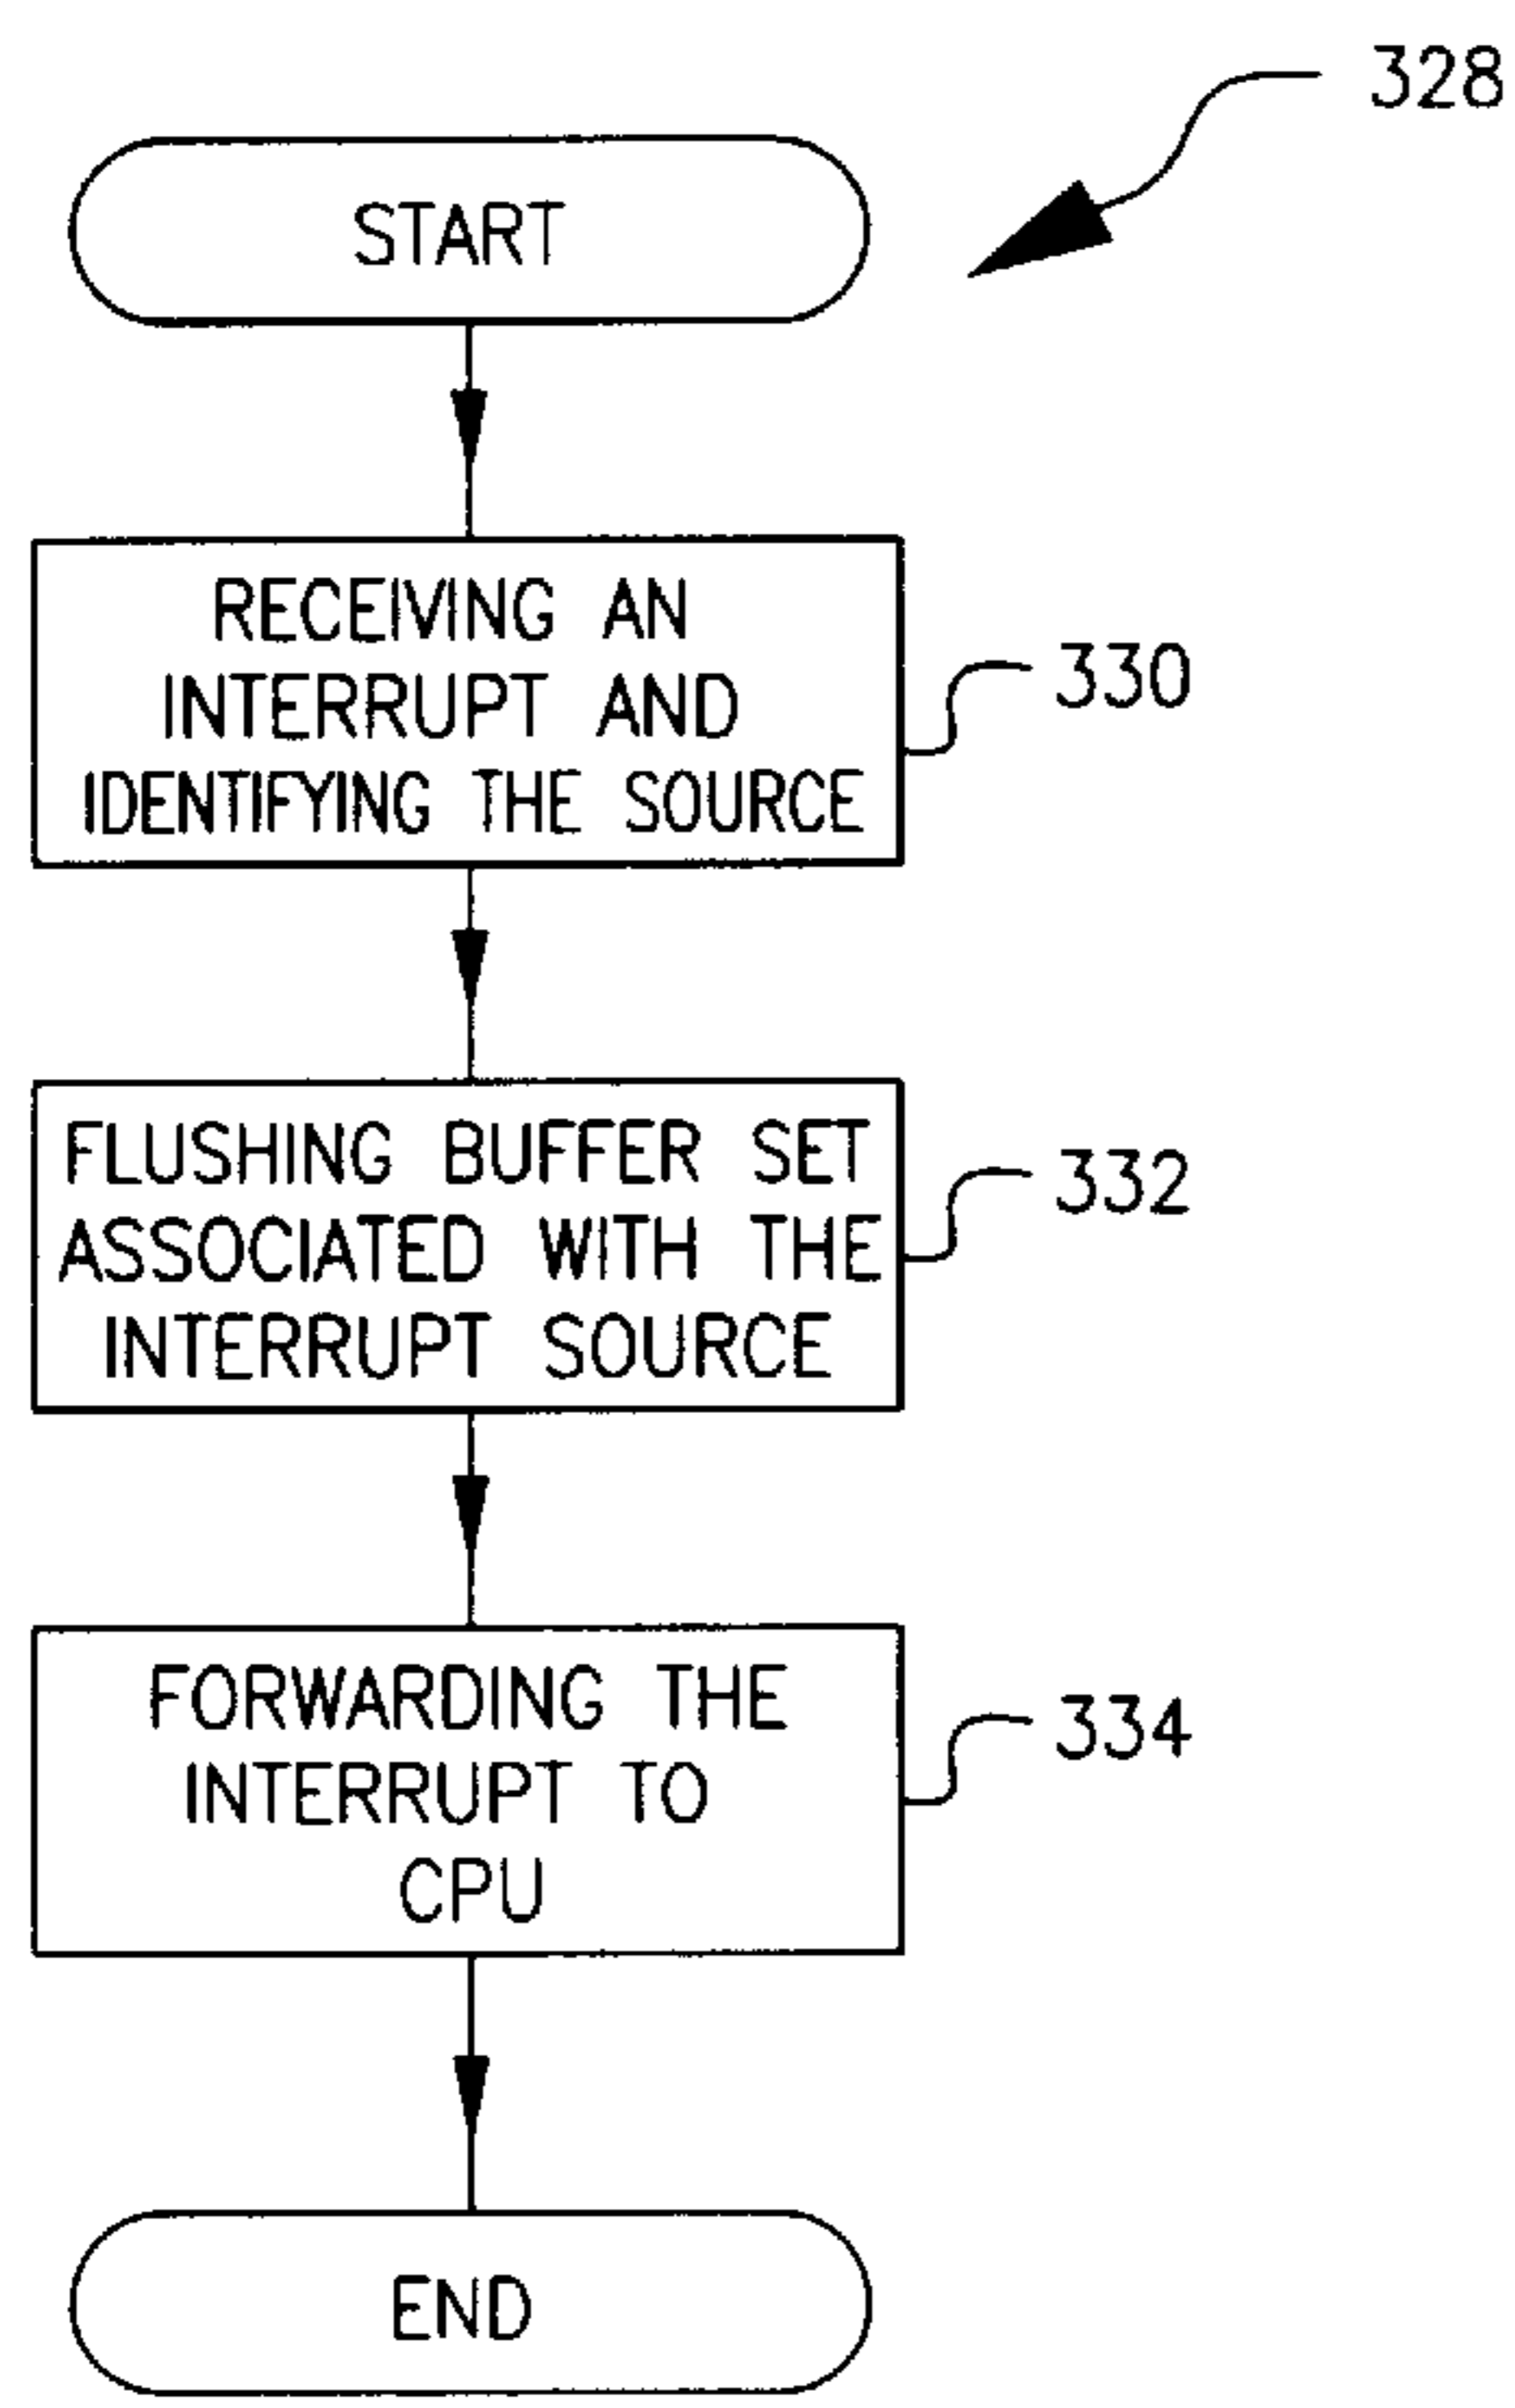 328
START
RECEIVING AN
INTERRUPT AND
IDENTIFYING THE SOURCE
330
FLUSHING BUFFER SET
ASSOCIATED WITH THE
INTERRUPT SOURCE
332
FORWARDING THE
INTERRUPT TO
CPU
334
END